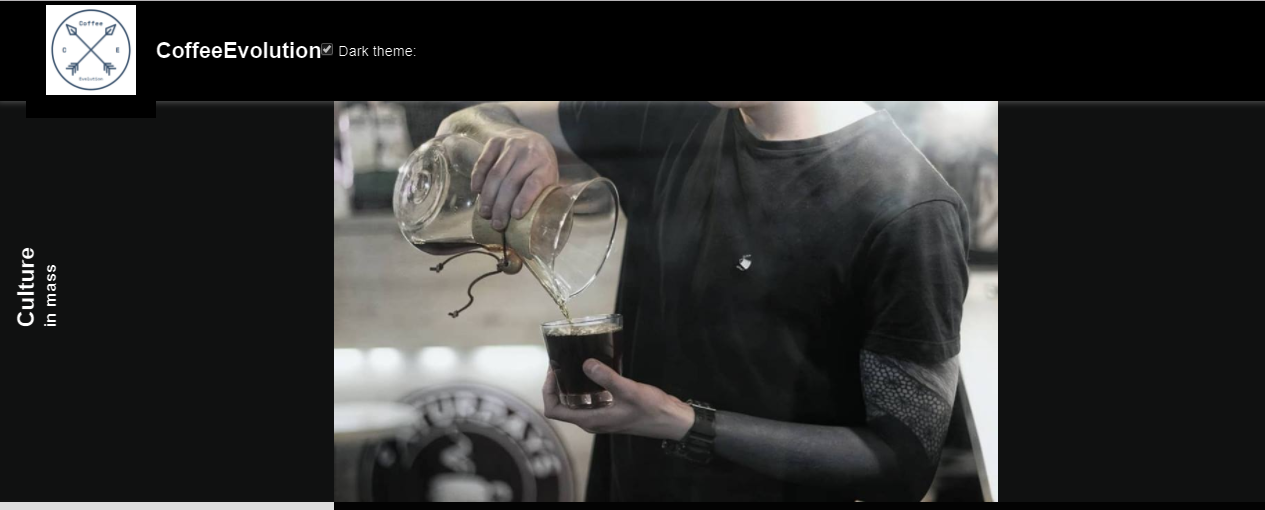 Coffee
C E
Evolution
CoffeeEvolution
Dark theme:
Culture
in mass